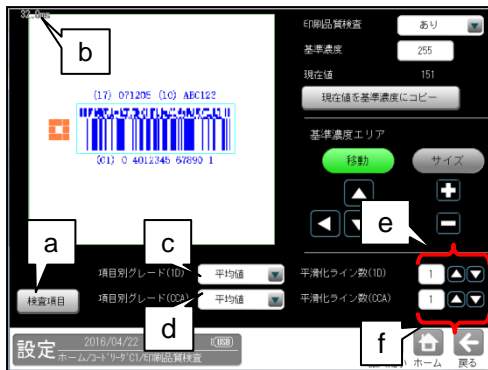 32.0ms
b
印刷品質検査
あり
基準濃度
255
(17) 071205 (10) ABC123
現在値
151
現在値を基準濃度にコピー
(01) 0 4012345 67890 1
基準濃度エリア
移動
サイズ
e
a
c
項目別グレード(1D)
平均値
平滑化ライン数(1D)
1
検査項目
項目別グレード(CCA)
平均値
平滑化ライン数(CCA)
1
d
f
設定
2016/04/22
USB
ホーム/コードリーダC1/印刷品質検査
ホーム
戻る